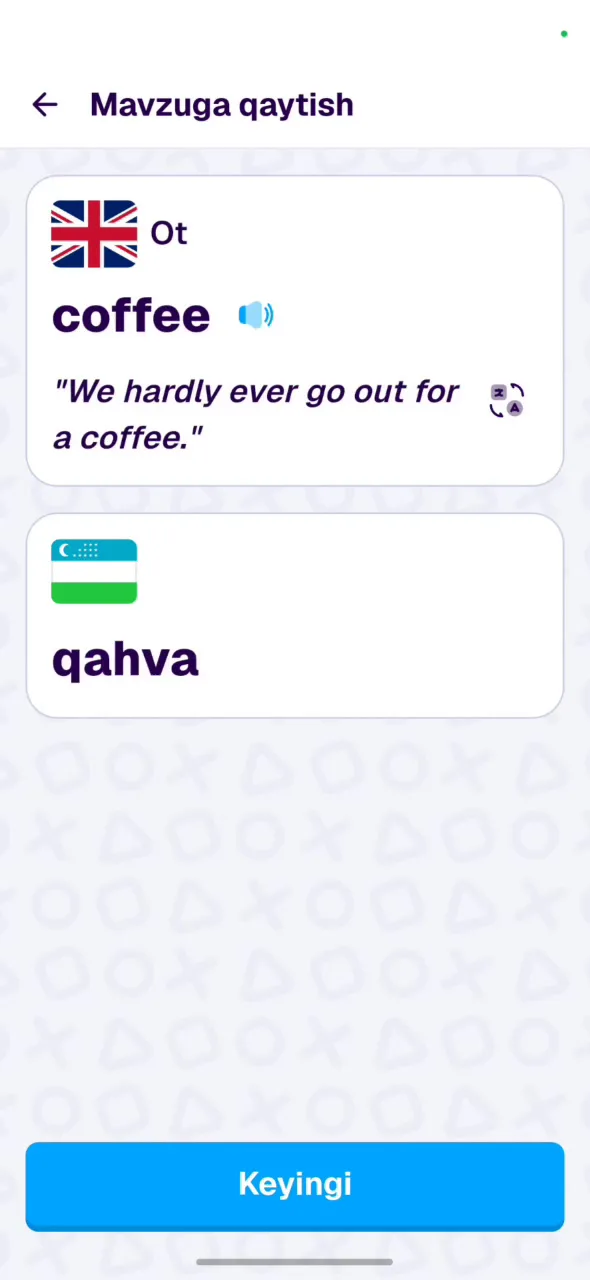 Mavzuga qaytish
Ot
coffee
"We hardly ever go out for
a coffee."
qahva
Keyingi